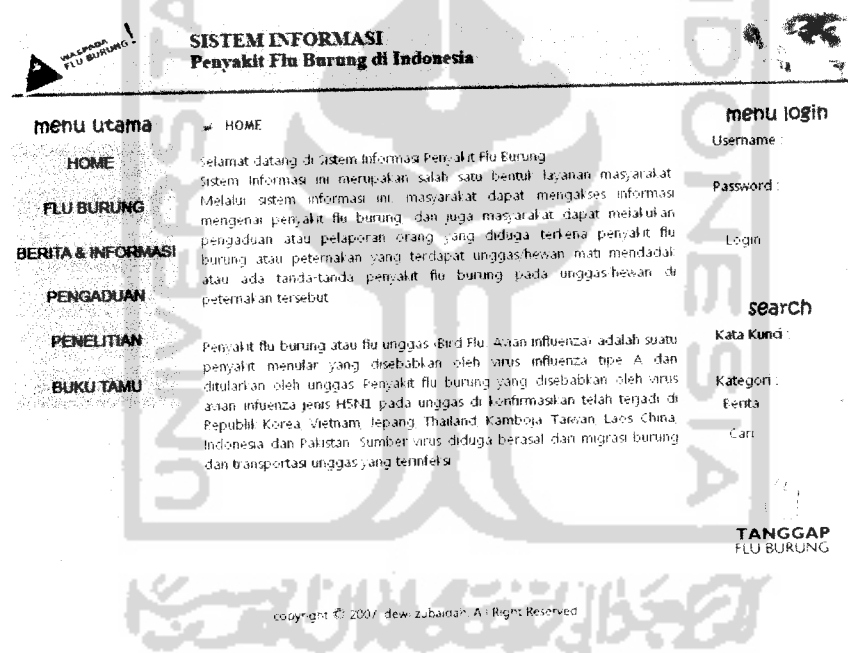 WASPADA
FLU BURUNG!
SISTEM INFORMASI
Penyakit Flu Burung di Indonesia
menu utama
HOME
FLU BURUNG
BERITA & INFORMASI
PENGADUAN
PENELITIAN
BUKU TAMU
HOME
Selamat datang di Sistem Informasi Penyakit Flu Burung
Sistem Informasi ini merupakan salah satu bentuk layanan masyarakat.
Melalui sistem informasi ini, masyarakat dapat mengakses informasi
mengenai penyakit flu burung, dan juga masyarakat dapat melakukan
pengaduan atau pelaporan orang yang diduga terkena penyakit flu
burung atau peternakan yang terdapat unggas/hewan mati mendadak
atau ada tanda-tanda penyakit flu burung pada unggas/hewan di
peternakan tersebut
Penyakit flu burung atau flu unggas (Bird Flu, Avian influenza) adalah suatu
penyakit menular yang disebabkan oleh virus influenza tipe A dan
ditularkan oleh unggas. Penyakit flu burung yang disebabkan oleh virus
avian infuenza jenis H5N1 pada unggas di konfirmasikan telah terjadi di
Republik Korea, Vietnam, Jepang, Thailand, Kamboja, Taiwan, Laos, China,
Indonesia dan Pakistan. Sumber virus diduga berasal dari migrasi burung
dan transportasi unggas yang terinfeksi
menu login
Username :
Password :
Login
search
Kata Kunci :
Kategori :
Berita
Cari
TANGGAP
FLU BURUNG
copyright © 2007, dewi zubaidah, All Right Reserved
UNIVERSITAS
INDONESIA